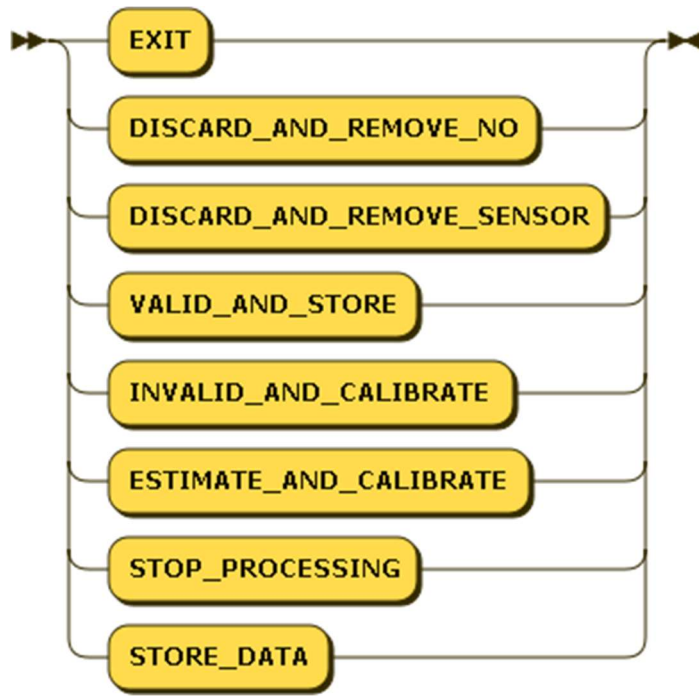 EXIT
DISCARD_AND_REMOVE_NO
DISCARD_AND_REMOVE_SENSOR
VALID_AND_STORE
INVALID_AND_CALIBRATE
ESTIMATE_AND_CALIBRATE
STOP_PROCESSING
STORE_DATA